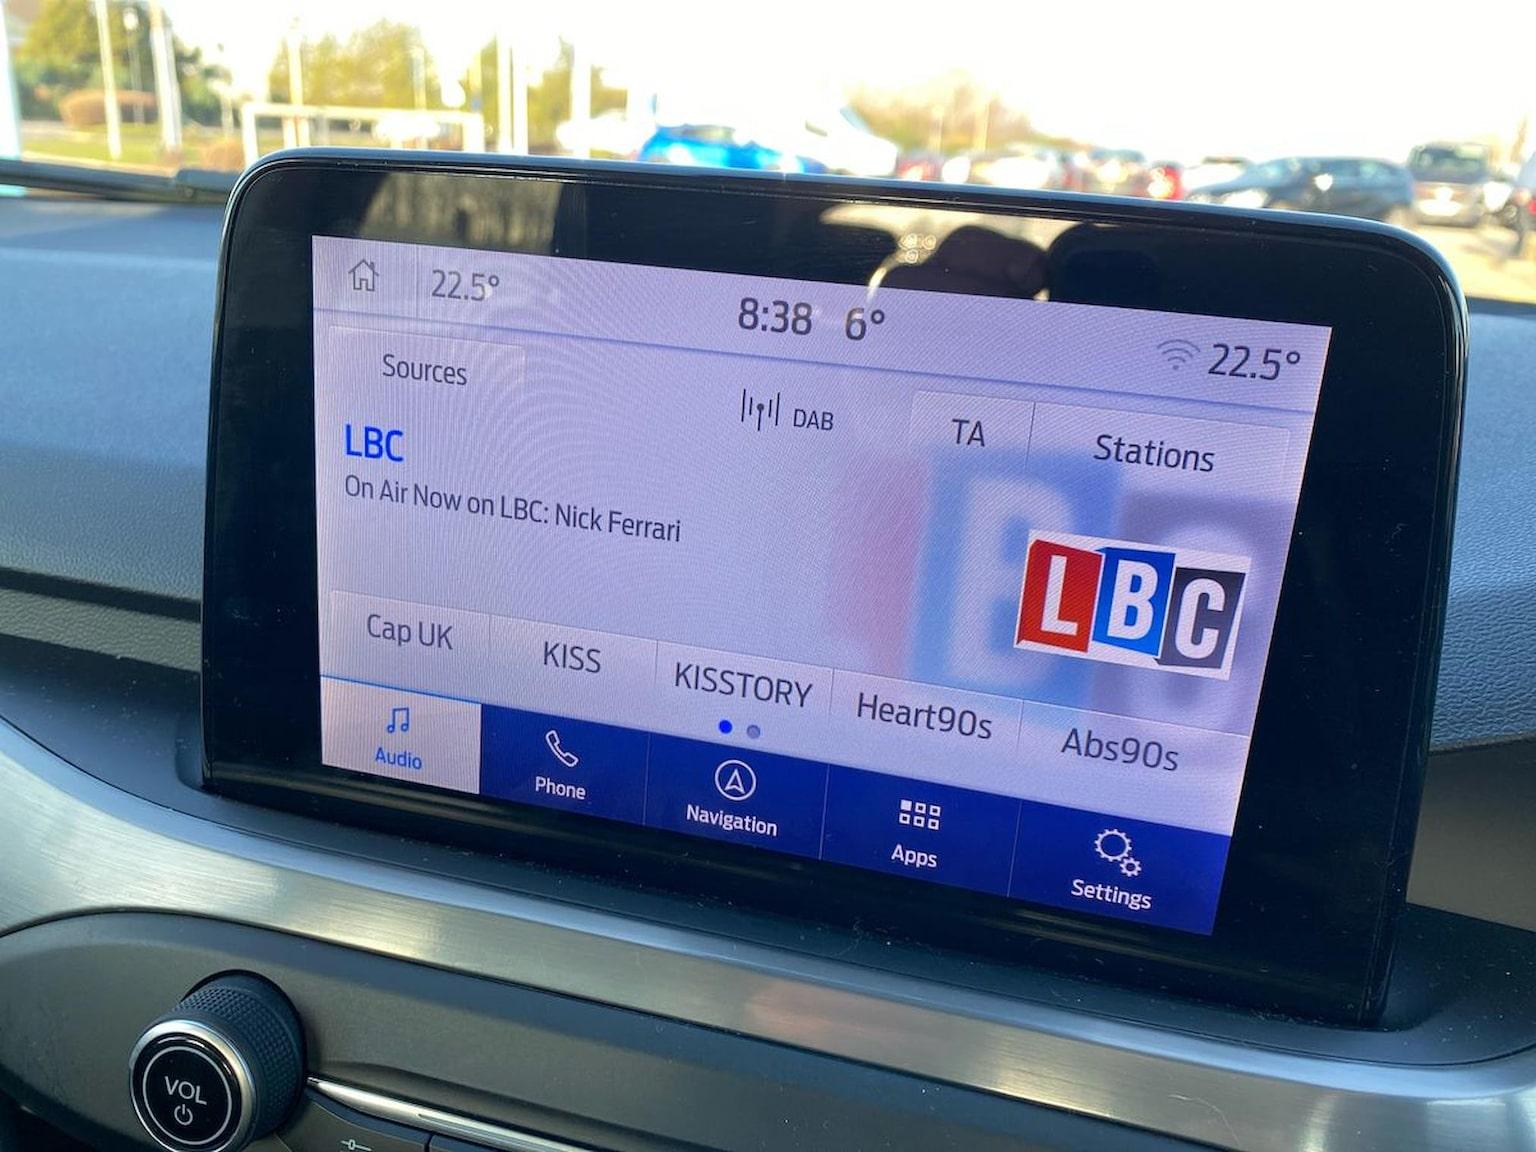 22.5°
8:38 6°
22.5°
Sources
DAB
TA
Stations
LBC
On Air Now on LBC: Nick Ferrari
LBC
Cap UK
KISS
KISSTORY
Heart90s
Abs90s
Audio
Phone
Navigation
Apps
Settings
VOL